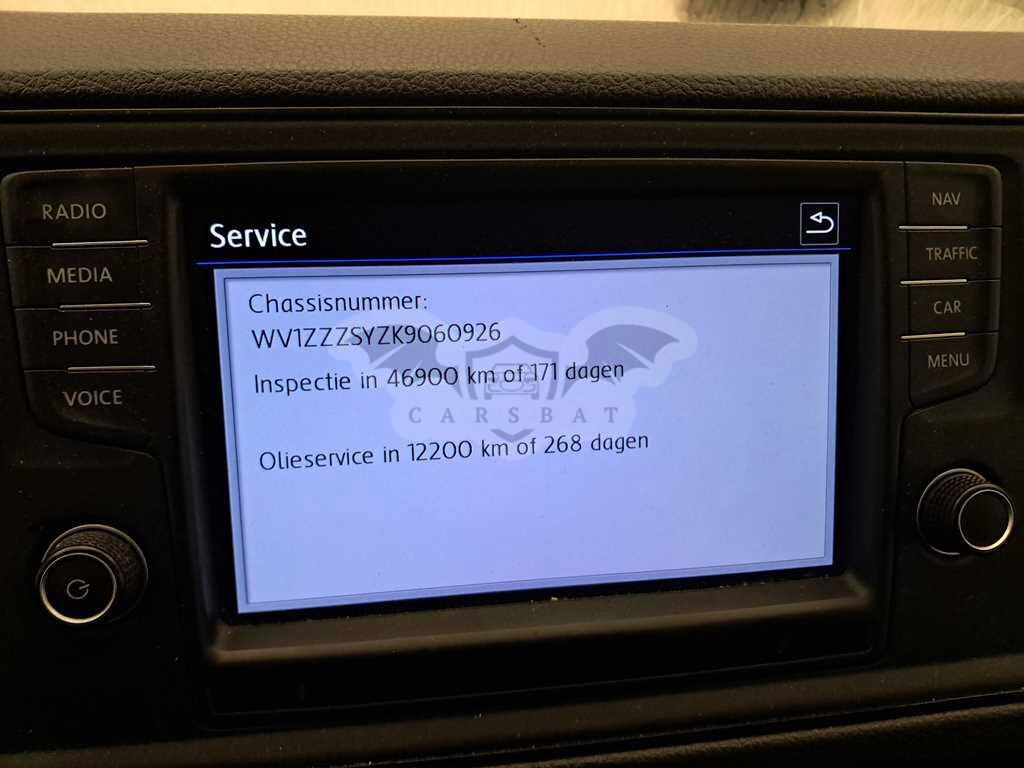 RADIO
MEDIA
PHONE
VOICE
Service
Chassisnummer:
WV1ZZZSYZK9060926
Inspectie in 46900 km of 171 dagen
CARSBAT
Olieservice in 12200 km of 268 dagen
NAV
TRAFFIC
CAR
MENU